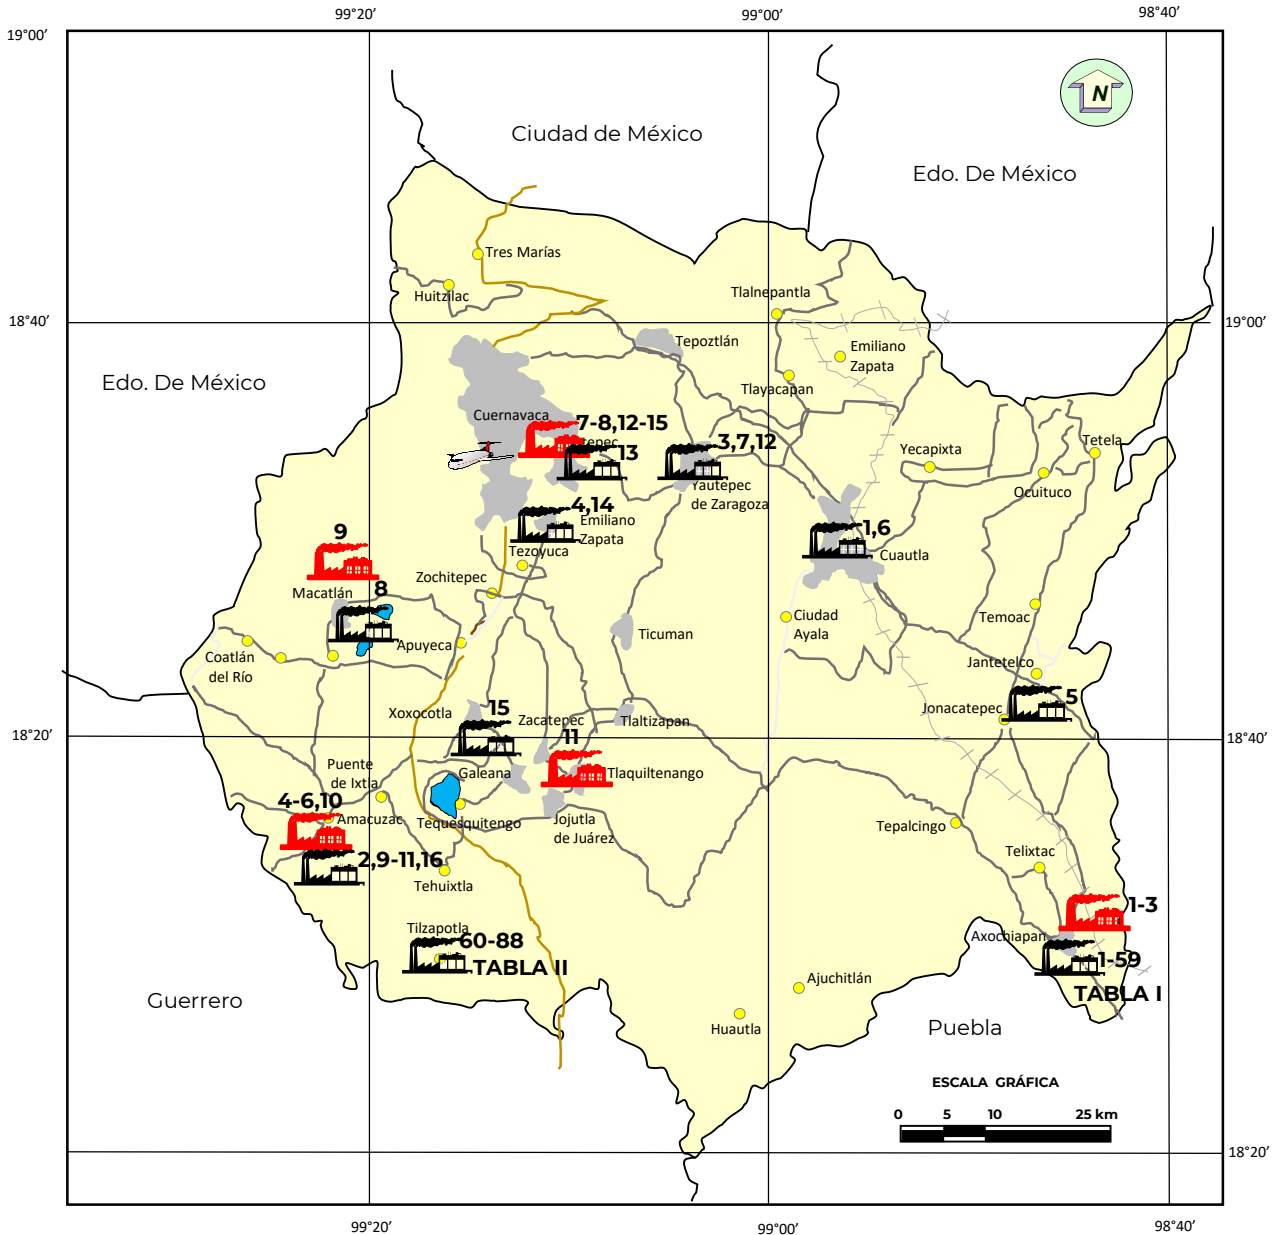 99°20’
99°00’
98°40’
19°00’
Ciudad de México
N
Edo. De México
Tres Marías
Huitzilac
Tlalnepantla
18°40’
19°00’
Tepoztlán
Emiliano
Zapata
Edo. De México
Tlayacapan
Cuernavaca
7-8,12-15
tepec
13
3,7,12
Yecapixta
Tetela
Yautepec
de Zaragoza
Ocuituco
4,14
Emiliano
Zapata
1,6
Cuautla
9
Tezoyuca
Macatlán
8
Zochitepec
Ciudad
Ayala
Temoac
Ticuman
Apuyeca
Coatlán
del Río
Jantetelco
5
Jonacatepec
Xoxocotla
15
Zacatepec
Tlaltizapan
18°20’
11
18°40’
Puente
de Ixtla
Galeana
Tlaquiltenango
4-6,10
Amacuzac
Tequesquitengo
Jojutla
de Juárez
Tepalcingo
2,9-11,16
Tehuixtla
Telixtac
1-3
Tilzapotla
60-88
TABLA II
Axochiapan
1-59
TABLA I
Ajuchitlán
Guerrero
Huautla
Puebla
ESCALA GRÁFICA
0 5 10 25 km
18°20’
99°20’
99°00’
98°40’